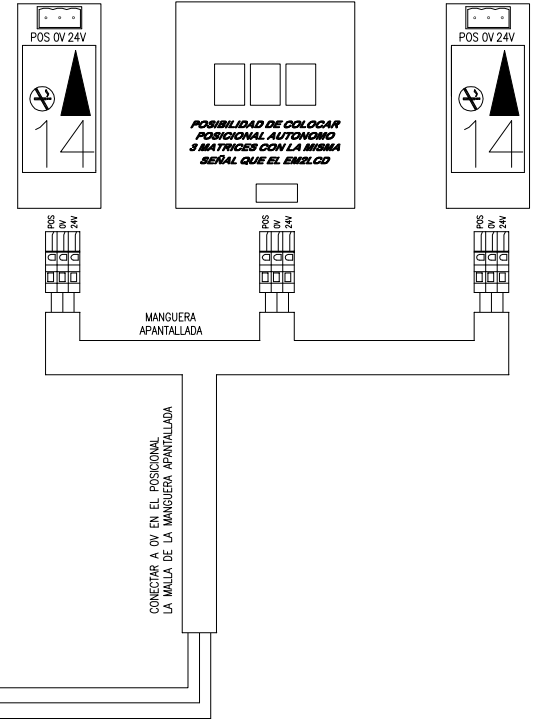 POS 0V 24V
14
POSIBILIDAD DE COLOCAR
POSICIONAL AUTONOMO
3 MATRICES CON LA MISMA
SEÑAL QUE EL EM2LCD
POS 0V 24V
14
POS
0V
24V
POS
0V
24V
POS
0V
24V
MANGUERA
APANTALLADA
CONECTAR A 0V EN EL POSICIONAL
LA MALLA DE LA MANGUERA APANTALLADA